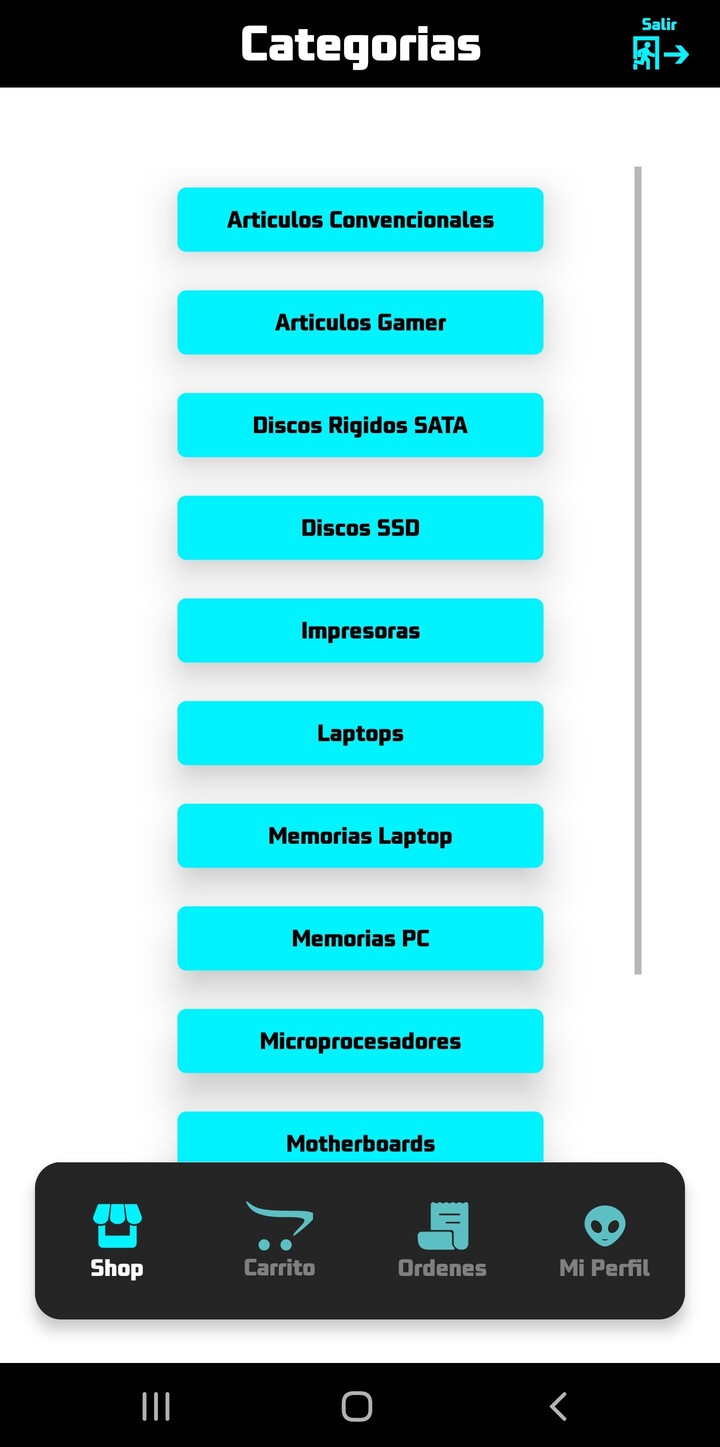 Categorias
Salir
Articulos Convencionales
Articulos Gamer
Discos Rigidos SATA
Discos SSD
Impresoras
Laptops
Memorias Laptop
Memorias PC
Microprocesadores
Motherboards
Shop
Carrito
Ordenes
Mi Perfil